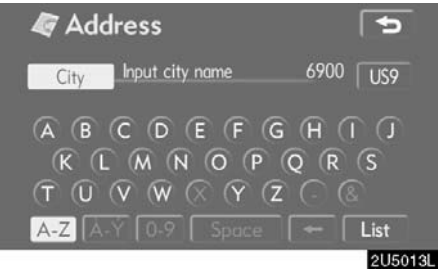 Address
City Input city name 6900 US9
A B C D E F G H I J
K L M N O P Q R S
T U V W X Y Z - &
A-Z À-Ý 0-9 Space ← List
2U5013L